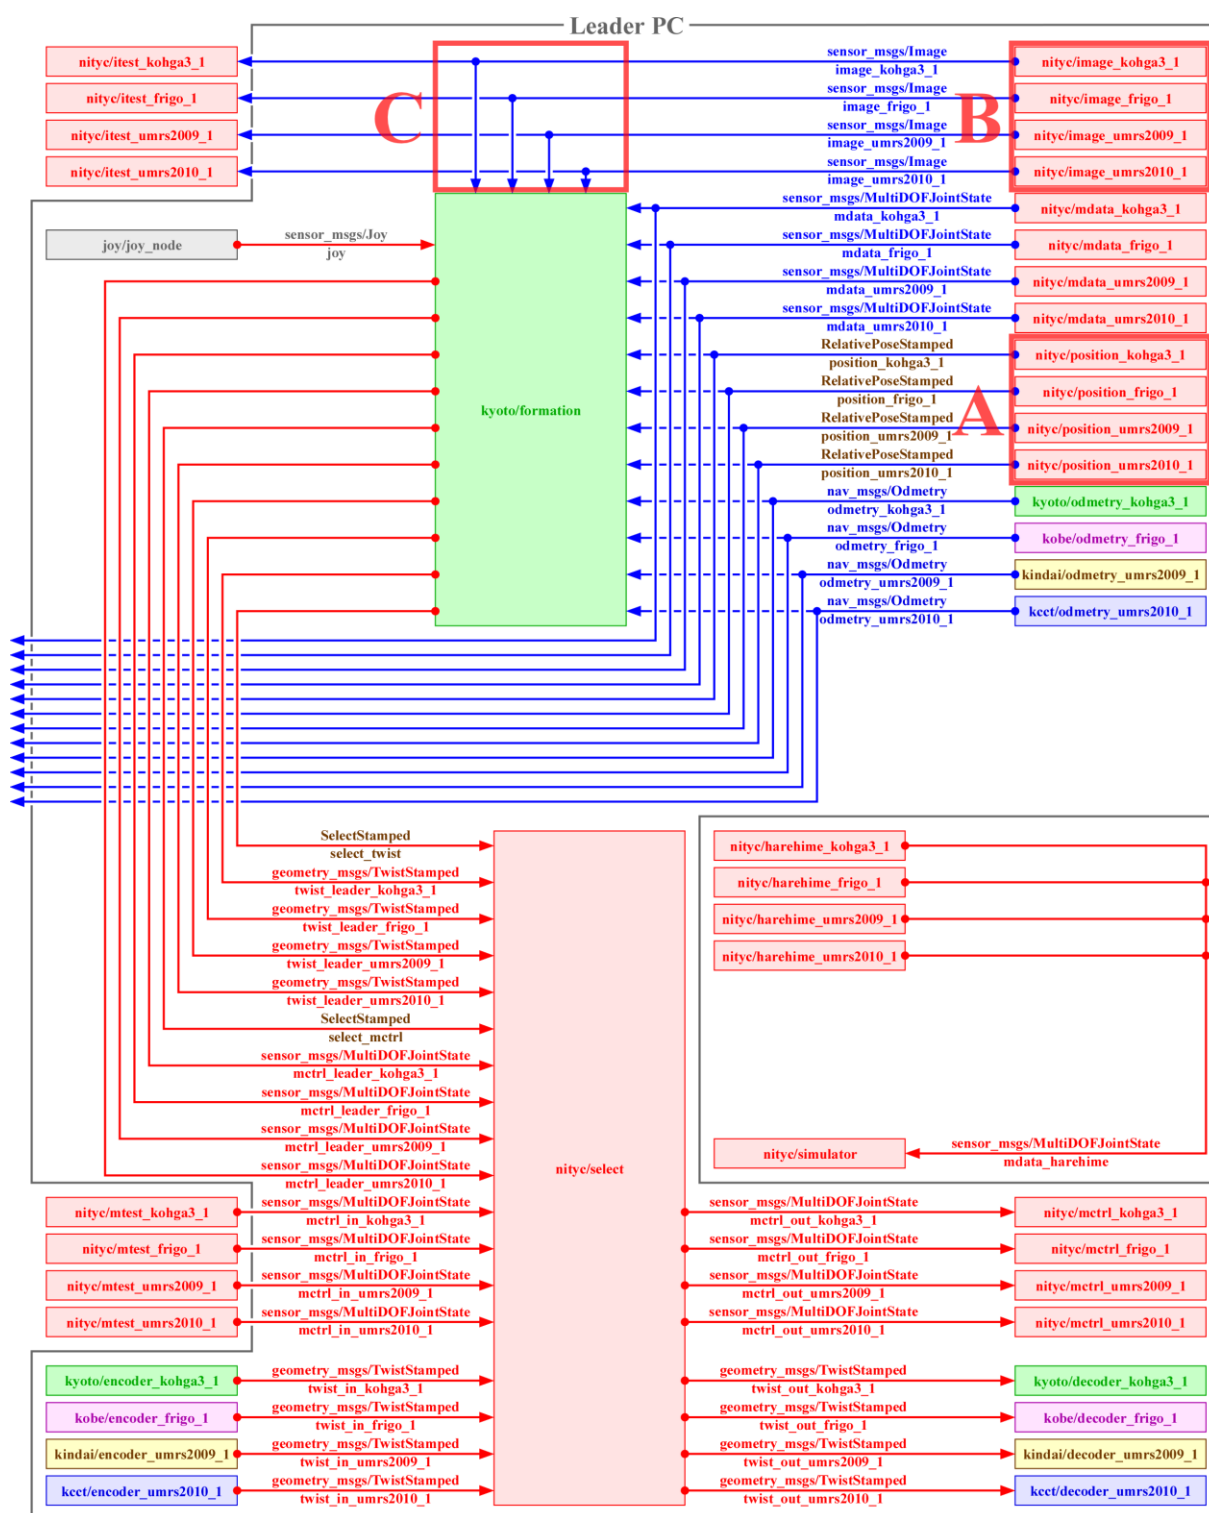 Leader PC
nityc/itest_kohga3_1
sensor_msgs/Image
image_kohga3_1
nityc/image_kohga3_1
nityc/itest_frigo_1
sensor_msgs/Image
image_frigo_1
nityc/image_frigo_1
C
B
nityc/itest_umrs2009_1
sensor_msgs/Image
image_umrs2009_1
nityc/image_umrs2009_1
nityc/itest_umrs2010_1
sensor_msgs/Image
image_umrs2010_1
nityc/image_umrs2010_1
sensor_msgs/MultiDOFJointState
mdata_kohga3_1
nityc/mdata_kohga3_1
joy/joy_node
sensor_msgs/Joy
joy
sensor_msgs/MultiDOFJointState
mdata_frigo_1
nityc/mdata_frigo_1
sensor_msgs/MultiDOFJointState
mdata_umrs2009_1
nityc/mdata_umrs2009_1
sensor_msgs/MultiDOFJointState
mdata_umrs2010_1
nityc/mdata_umrs2010_1
RelativePoseStamped
position_kohga3_1
nityc/position_kohga3_1
RelativePoseStamped
position_frigo_1
nityc/position_frigo_1
kyoto/formation
A
RelativePoseStamped
position_umrs2009_1
nityc/position_umrs2009_1
RelativePoseStamped
position_umrs2010_1
nityc/position_umrs2010_1
nav_msgs/Odmetry
odmetry_kohga3_1
kyoto/odmetry_kohga3_1
nav_msgs/Odmetry
odmetry_frigo_1
kobe/odmetry_frigo_1
nav_msgs/Odmetry
odmetry_umrs2009_1
kindai/odmetry_umrs2009_1
nav_msgs/Odmetry
odmetry_umrs2010_1
kcct/odmetry_umrs2010_1
SelectStamped
select_twist
nityc/harehime_kohga3_1
geometry_msgs/TwistStamped
twist_leader_kohga3_1
nityc/harehime_frigo_1
geometry_msgs/TwistStamped
twist_leader_frigo_1
nityc/harehime_umrs2009_1
geometry_msgs/TwistStamped
twist_leader_umrs2009_1
nityc/harehime_umrs2010_1
geometry_msgs/TwistStamped
twist_leader_umrs2010_1
SelectStamped
select_mctrl
sensor_msgs/MultiDOFJointState
mctrl_leader_kohga3_1
sensor_msgs/MultiDOFJointState
mctrl_leader_frigo_1
sensor_msgs/MultiDOFJointState
mctrl_leader_umrs2009_1
nityc/simulator
sensor_msgs/MultiDOFJointState
mdata_harehime
sensor_msgs/MultiDOFJointState
mctrl_leader_umrs2010_1
nityc/select
nityc/mtest_kohga3_1
sensor_msgs/MultiDOFJointState
mctrl_in_kohga3_1
sensor_msgs/MultiDOFJointState
mctrl_out_kohga3_1
nityc/mctrl_kohga3_1
nityc/mtest_frigo_1
sensor_msgs/MultiDOFJointState
mctrl_in_frigo_1
sensor_msgs/MultiDOFJointState
mctrl_out_frigo_1
nityc/mctrl_frigo_1
nityc/mtest_umrs2009_1
sensor_msgs/MultiDOFJointState
mctrl_in_umrs2009_1
sensor_msgs/MultiDOFJointState
mctrl_out_umrs2009_1
nityc/mctrl_umrs2009_1
nityc/mtest_umrs2010_1
sensor_msgs/MultiDOFJointState
mctrl_in_umrs2010_1
sensor_msgs/MultiDOFJointState
mctrl_out_umrs2010_1
nityc/mctrl_umrs2010_1
kyoto/encoder_kohga3_1
geometry_msgs/TwistStamped
twist_in_kohga3_1
geometry_msgs/TwistStamped
twist_out_kohga3_1
kyoto/decoder_kohga3_1
kobe/encoder_frigo_1
geometry_msgs/TwistStamped
twist_in_frigo_1
geometry_msgs/TwistStamped
twist_out_frigo_1
kobe/decoder_frigo_1
kindai/encoder_umrs2009_1
geometry_msgs/TwistStamped
twist_in_umrs2009_1
geometry_msgs/TwistStamped
twist_out_umrs2009_1
kindai/decoder_umrs2009_1
kcct/encoder_umrs2010_1
geometry_msgs/TwistStamped
twist_in_umrs2010_1
geometry_msgs/TwistStamped
twist_out_umrs2010_1
kcct/decoder_umrs2010_1